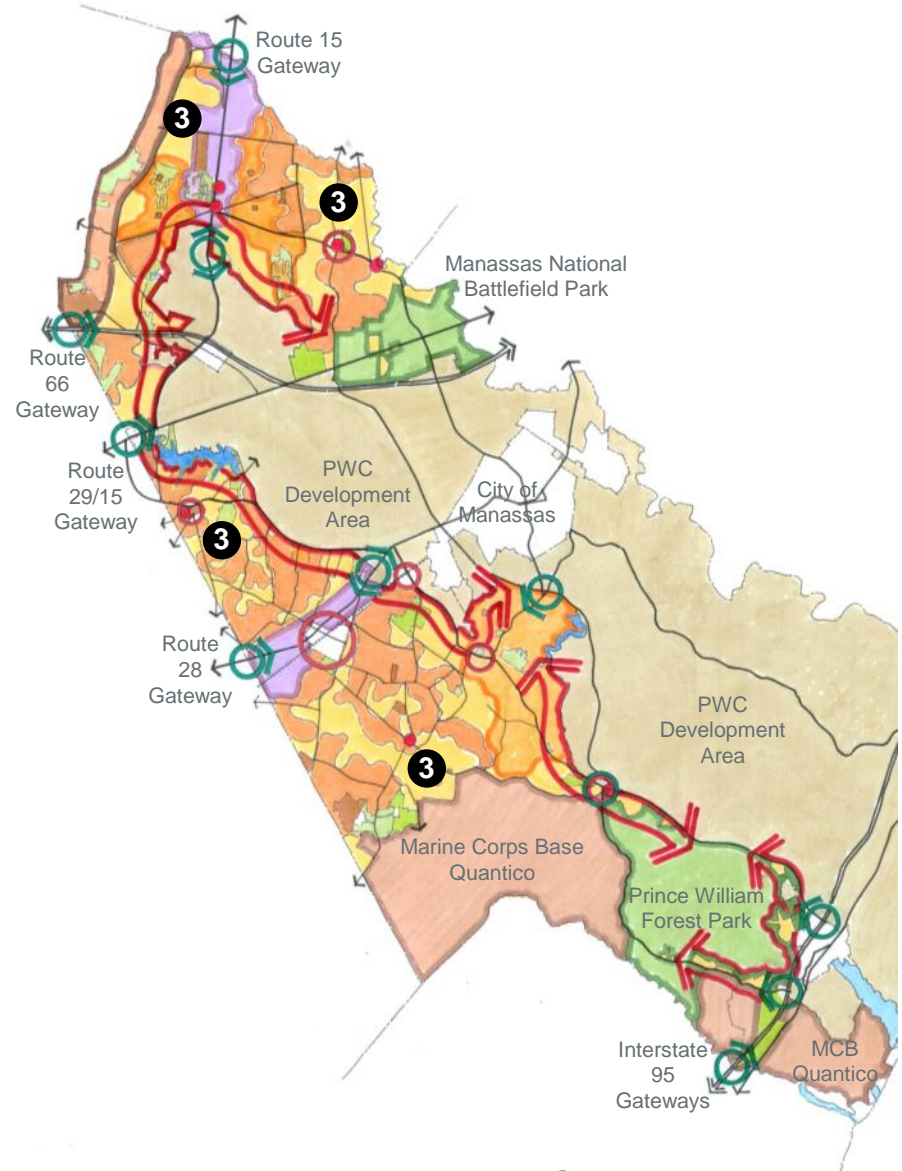 Route 15
Gateway
3
3
Manassas National
Battlefield Park
Route
66
Gateway
Route
29/15
Gateway
PWC
Development
Area
City of
Manassas
3
Route
28
Gateway
PWC
Development
Area
3
Marine Corps Base
Quantico
Prince William
Forest Park
Interstate
95
Gateways
MCB
Quantico